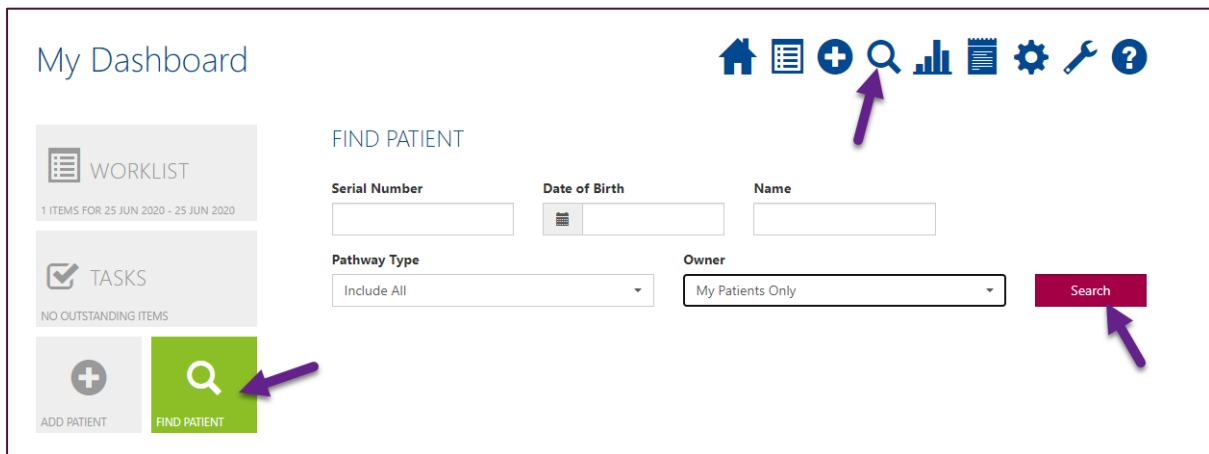 My Dashboard
WORKLIST
1 ITEMS FOR 25 JUN 2020 - 25 JUN 2020
TASKS
NO OUTSTANDING ITEMS
ADD PATIENT
FIND PATIENT
FIND PATIENT
Serial Number Date of Birth Name
Pathway Type Owner
Include All My Patients Only Search